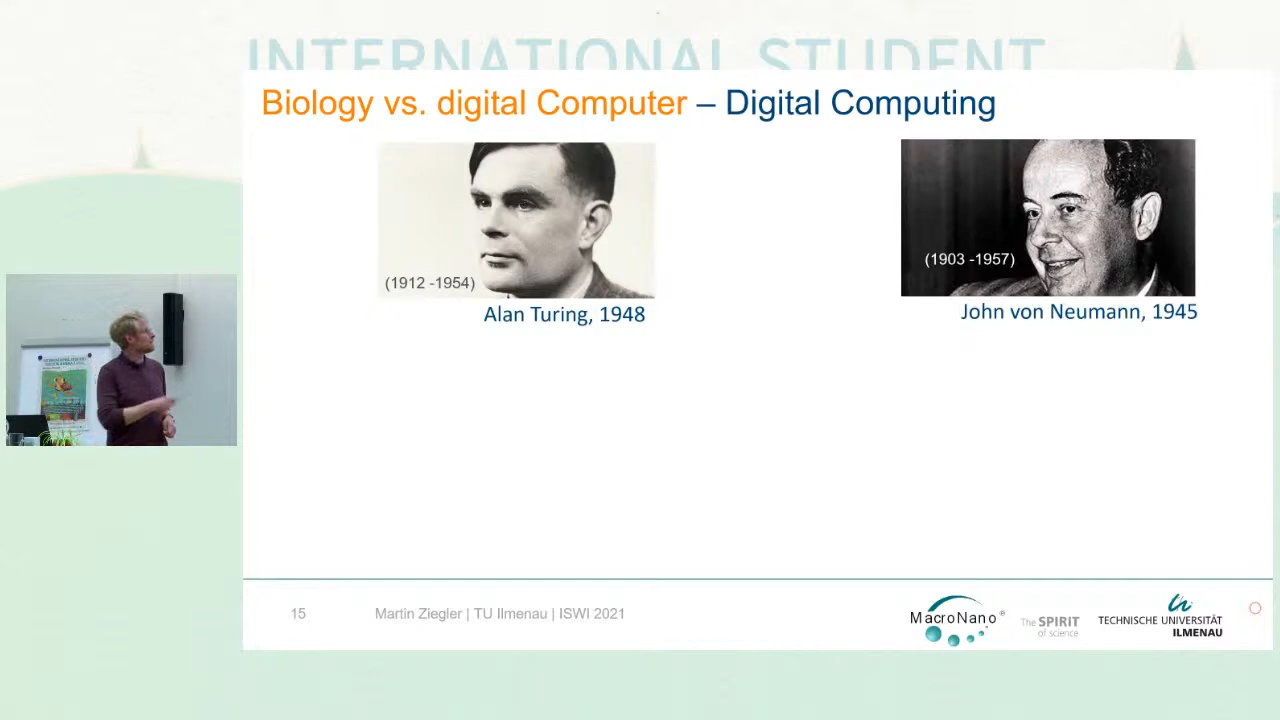 INTERNATIONAL STUDENT
Biology vs. digital Computer – Digital Computing
(1912 -1954)
Alan Turing, 1948
(1903 -1957)
John von Neumann, 1945
15
Martin Ziegler | TU Ilmenau | ISWI 2021
MacroNano®
The SPIRIT
of science
TECHNISCHE UNIVERSITÄT
ILMENAU